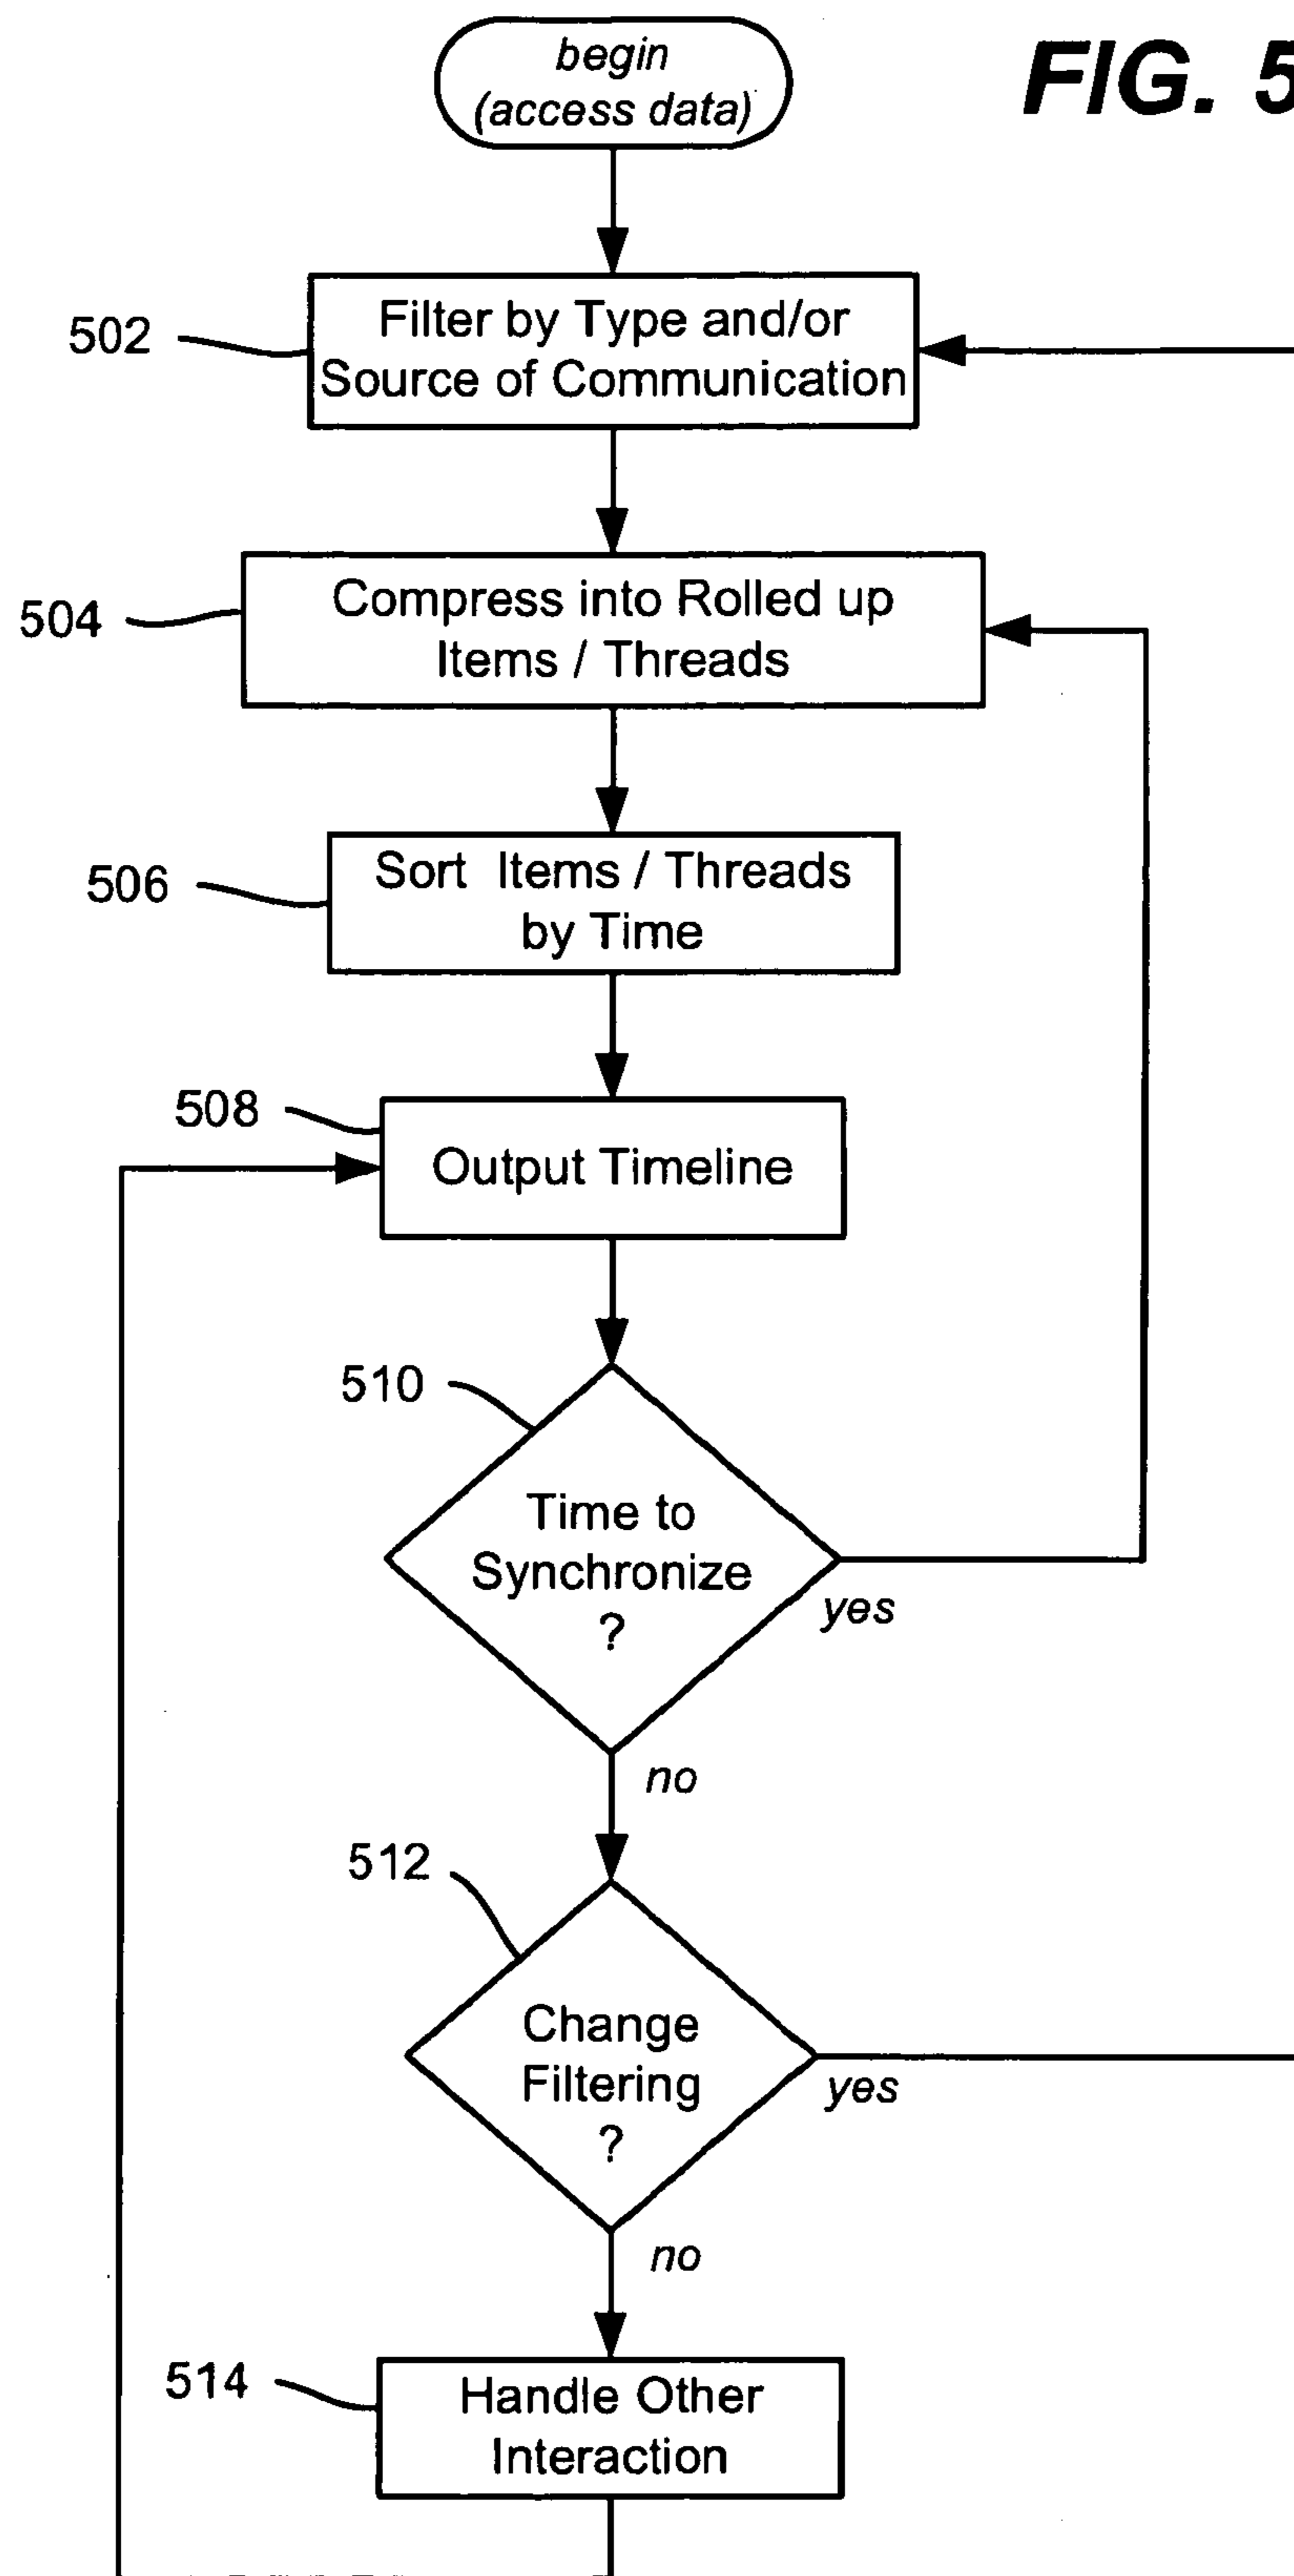 begin
(access data)
FIG. 5
502
Filter by Type and/or
Source of Communication
504
Compress into Rolled up
Items / Threads
506
Sort Items / Threads
by Time
508
Output Timeline
510
Time to
Synchronize
?
yes
no
512
Change
Filtering
?
yes
no
514
Handle Other
Interaction